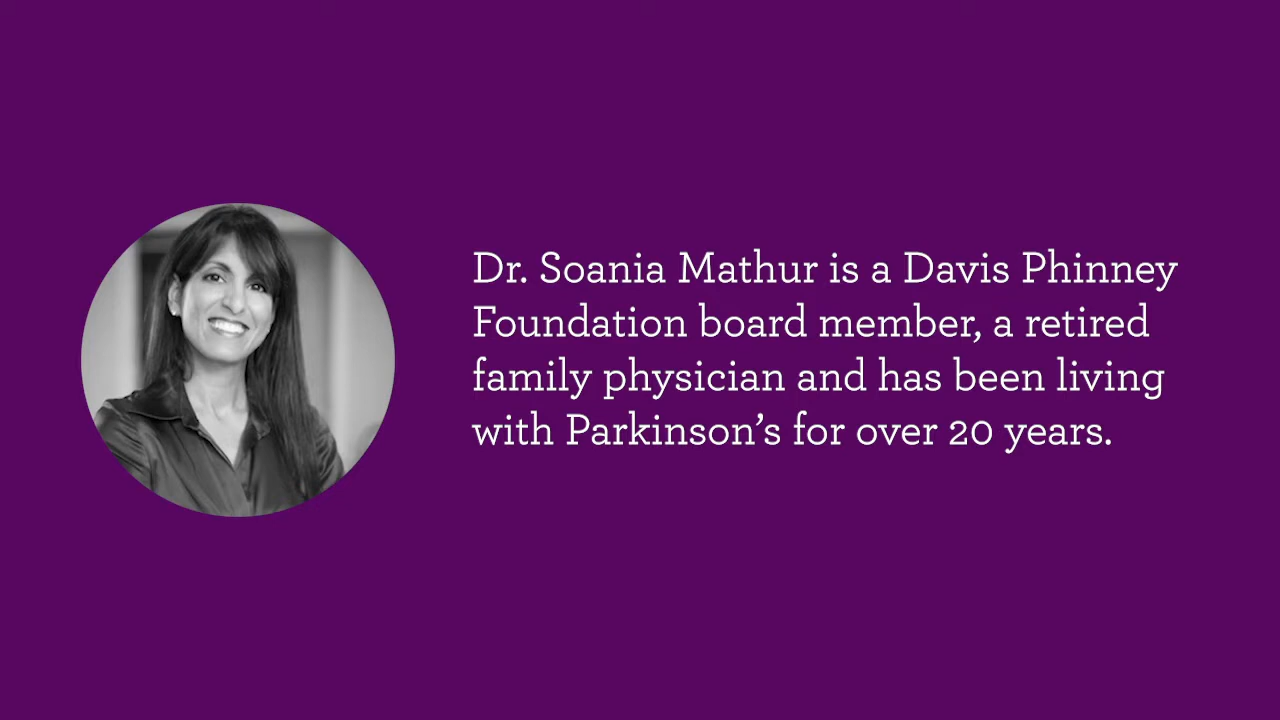 Dr. Soania Mathur is a Davis Phinney
Foundation board member, a retired
family physician and has been living
with Parkinson’s for over 20 years.